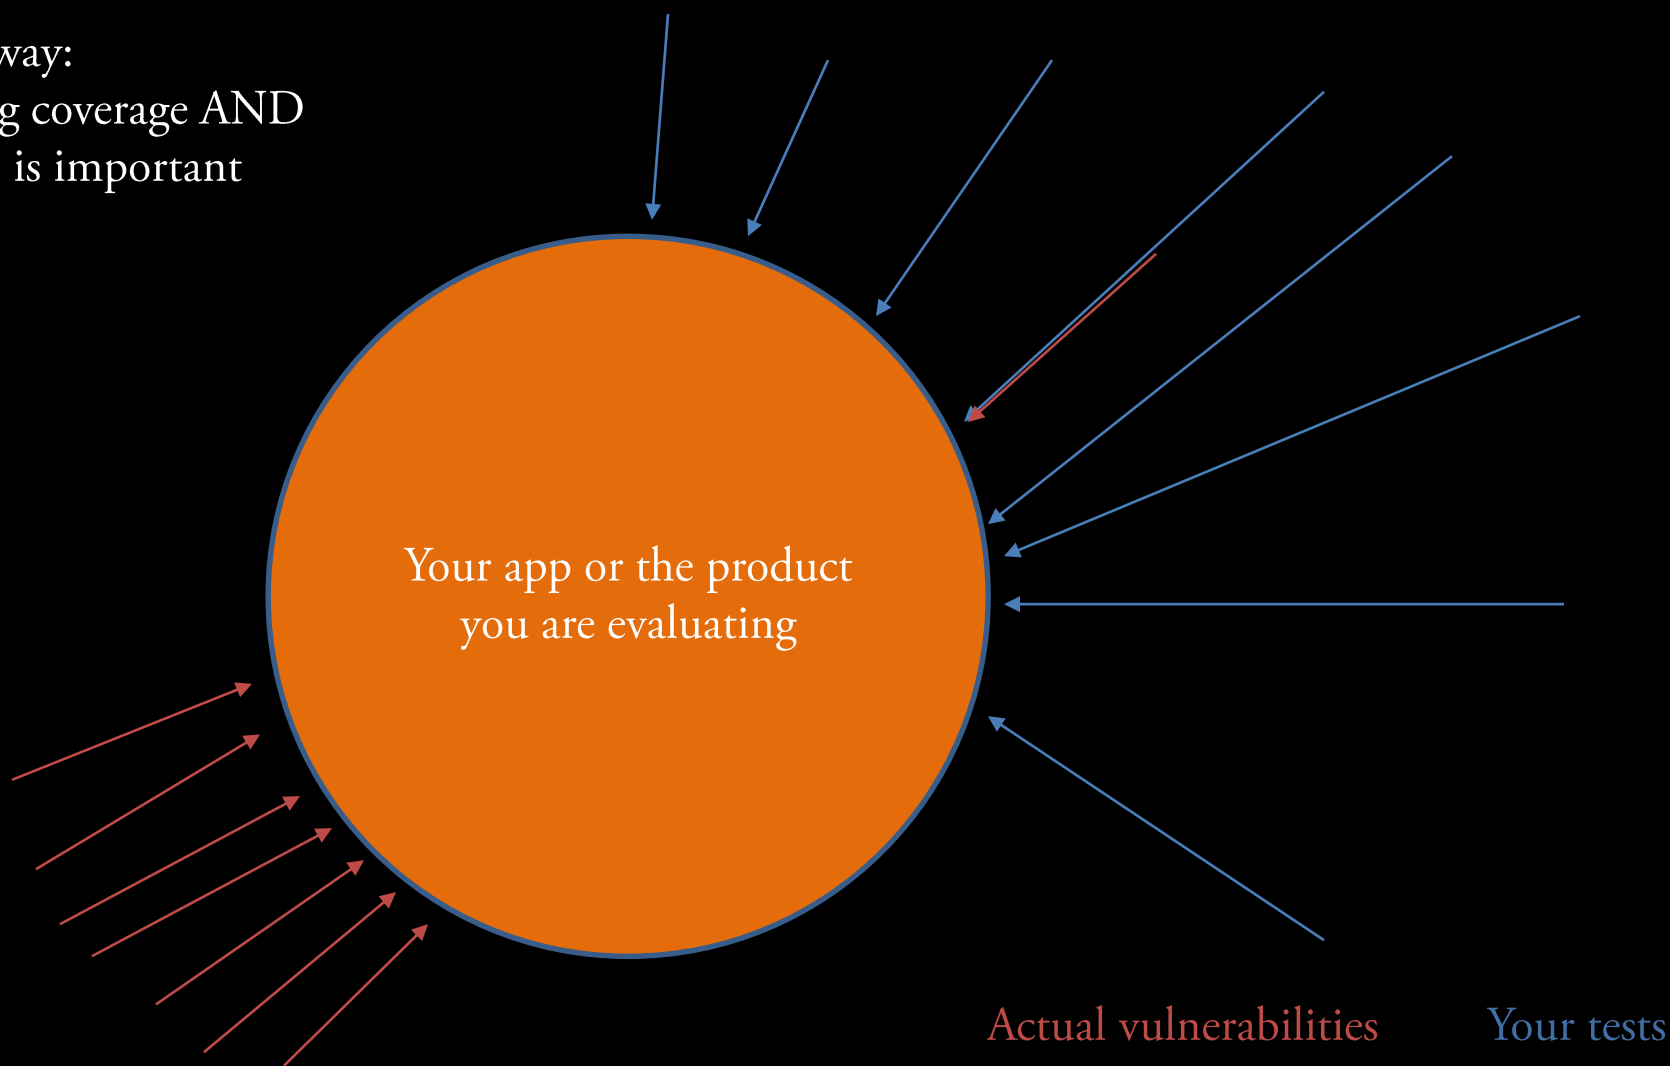 way:
g coverage AND
is important
Your app or the product
you are evaluating
Actual vulnerabilities
Your tests